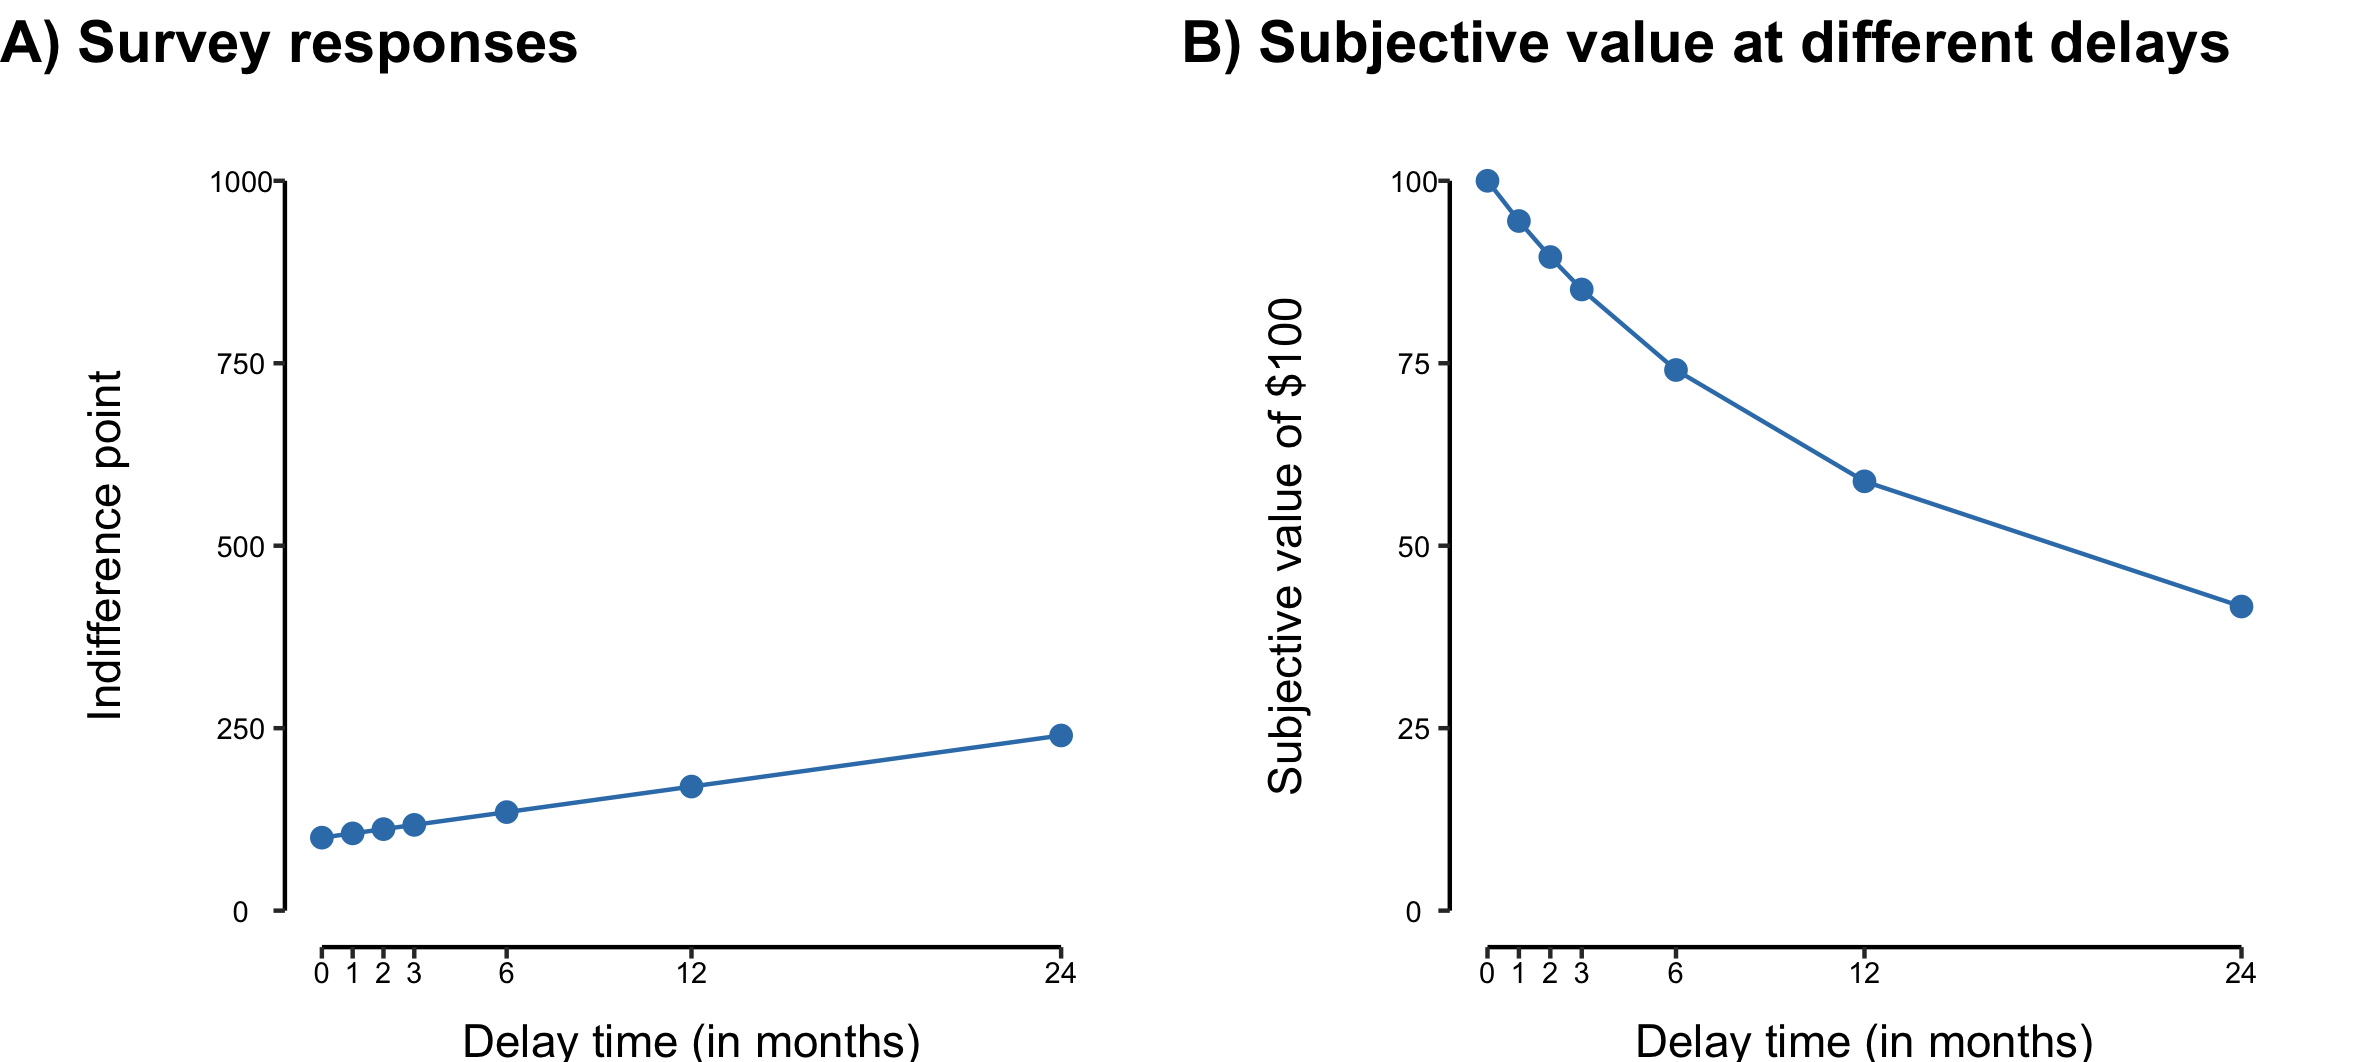 A) Survey responses
1000
750
500
250
0
Indifference point
0 1 2 3 6 12 24
Delay time (in months)
B) Subjective value at different delays
100
75
50
25
0
Subjective value of $100
0 1 2 3 6 12 24
Delay time (in months)